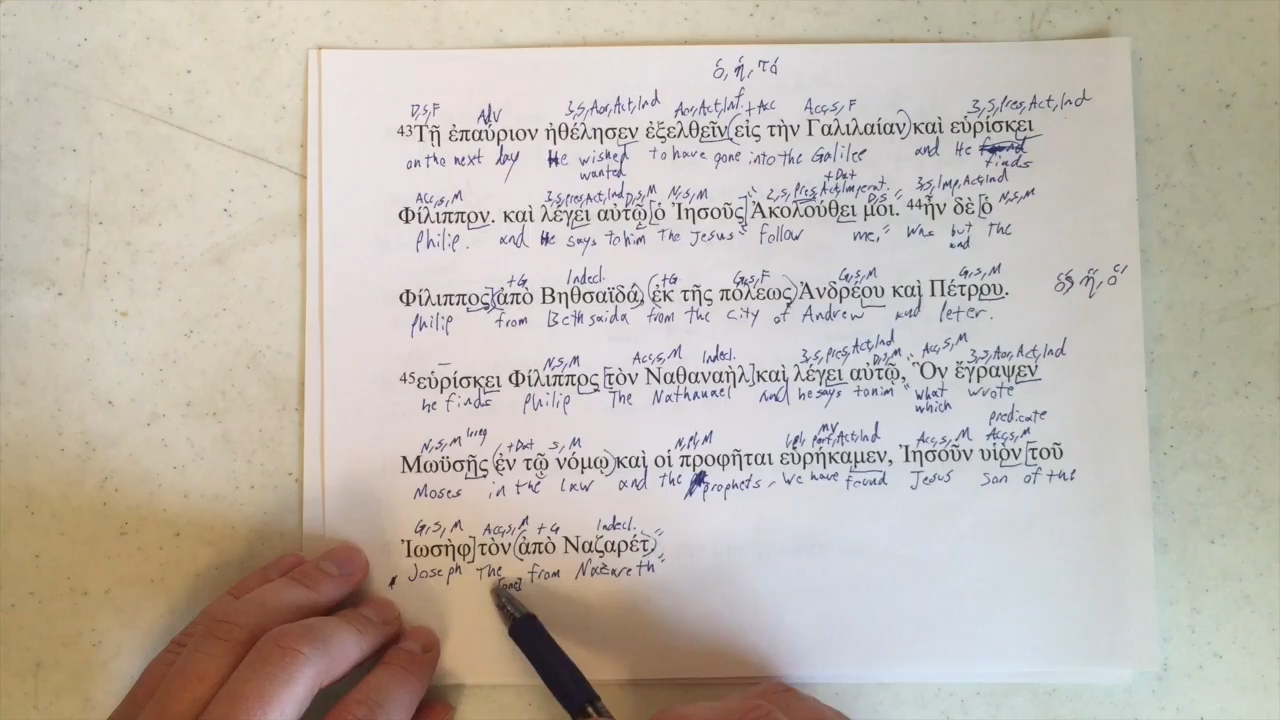 ὁ, ἡ, τό
D,S,F Adv 3,S,Aor,Act,Ind Aor,Act,Inf. +Acc Acc,S,F 3,S,Pres,Act,Ind
43Τῇ ἐπαύριον ἠθέλησεν ἐξελθεῖν (εἰς τὴν Γαλιλαίαν) καὶ εὑρίσκει
on the next day He wished to have gone into the Galilee and He found
wanted finds
Acc,S,M 3,S,Pres,Act,Ind D,S,M N,S,M 2,S,Pres,Act,Imperat. +Dat D,S 3,S,Imp,Act,Ind
Φίλιππον. καὶ λέγει αὐτῷ [ὁ Ἰησοῦς] Ἀκολούθει μοι. 44ἦν δὲ [ὁ N,S,M
Philip. and He says to him The Jesus "follow me," was but the
and
+G Indecl. +G G,S,F G,S,M G,S,M
Φίλιππος] (ἀπὸ Βηθσαϊδά) (ἐκ τῆς πόλεως) Ἀνδρέου καὶ Πέτρου. ὅς, ἥ, ὅ
Philip from Bethsaida from the city of Andrew and Peter.
N,S,M Acc,S,M Indecl. 3,S,Pres,Act,Ind D,S,M Acc,S,M 3,S,Aor,Act,Ind
45εὑρίσκει Φίλιππος [τὸν Ναθαναὴλ] καὶ λέγει αὐτῷ, "Ὃν ἔγραψεν
he finds Philip The Nathanael and he says to him "what wrote
which predicate
N,S,M Irreg +Dat S,M N,Pl,M 1,pl,Perf,Act,Ind Acc,S,M Acc,S,M
Μωϋσῆς (ἐν τῷ νόμῳ) καὶ οἱ προφῆται εὑρήκαμεν, Ἰησοῦν υἱὸν [τοῦ
Moses in the law and the prophets, we have found Jesus son of the
G,S,M Acc,S,M +G Indecl.
Ἰωσὴφ] τὸν (ἀπὸ Ναζαρέτ)"
Joseph The from Nazareth"
[one]